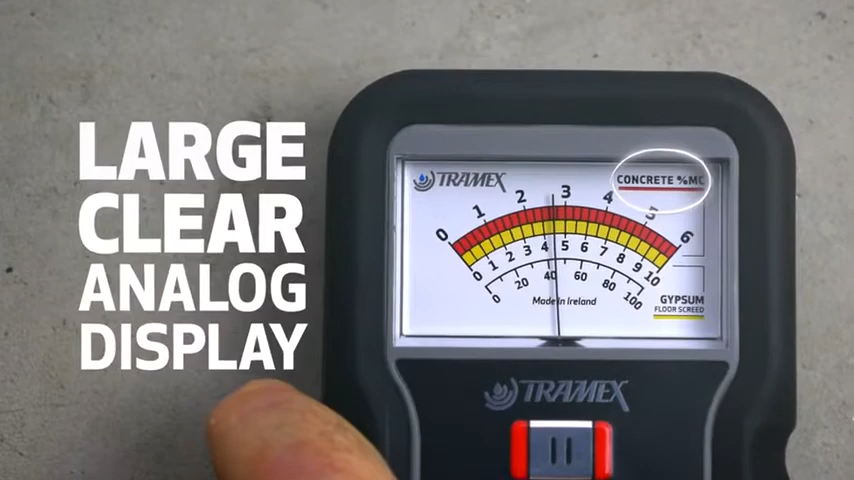 LARGE
CLEAR
ANALOG
DISPLAY
TRAMEX
CONCRETE %MC
0 1 2 3 4 5 6
0 1 2 3 4 5 6 7 8 9 10
0 20 40 60 80 100
Made in Ireland
GYPSUM
FLOOR SCREED
TRAMEX